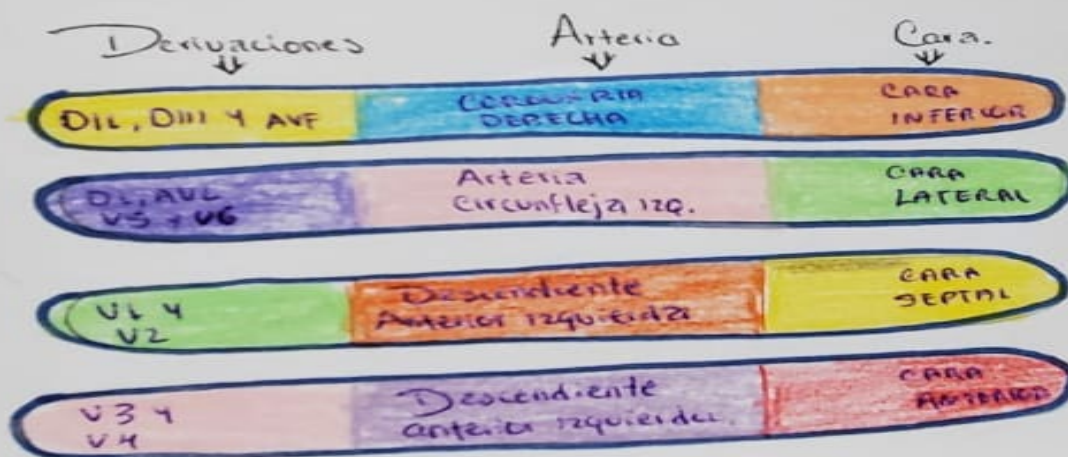 Derivaciones Arteria Cara.
DII, DIII Y AVF
CORONARIA
DERECHA
CARA
INFERIOR
DI, AVL
V5 Y V6
Arteria
Circunfleja izq.
CARA
LATERAL
V1 Y
V2
Descendiente
Anterior izquierda
CARA
SEPTAL
V3 Y
V4
Descendiente
anterior izquierda.
CARA
ANTERIOR